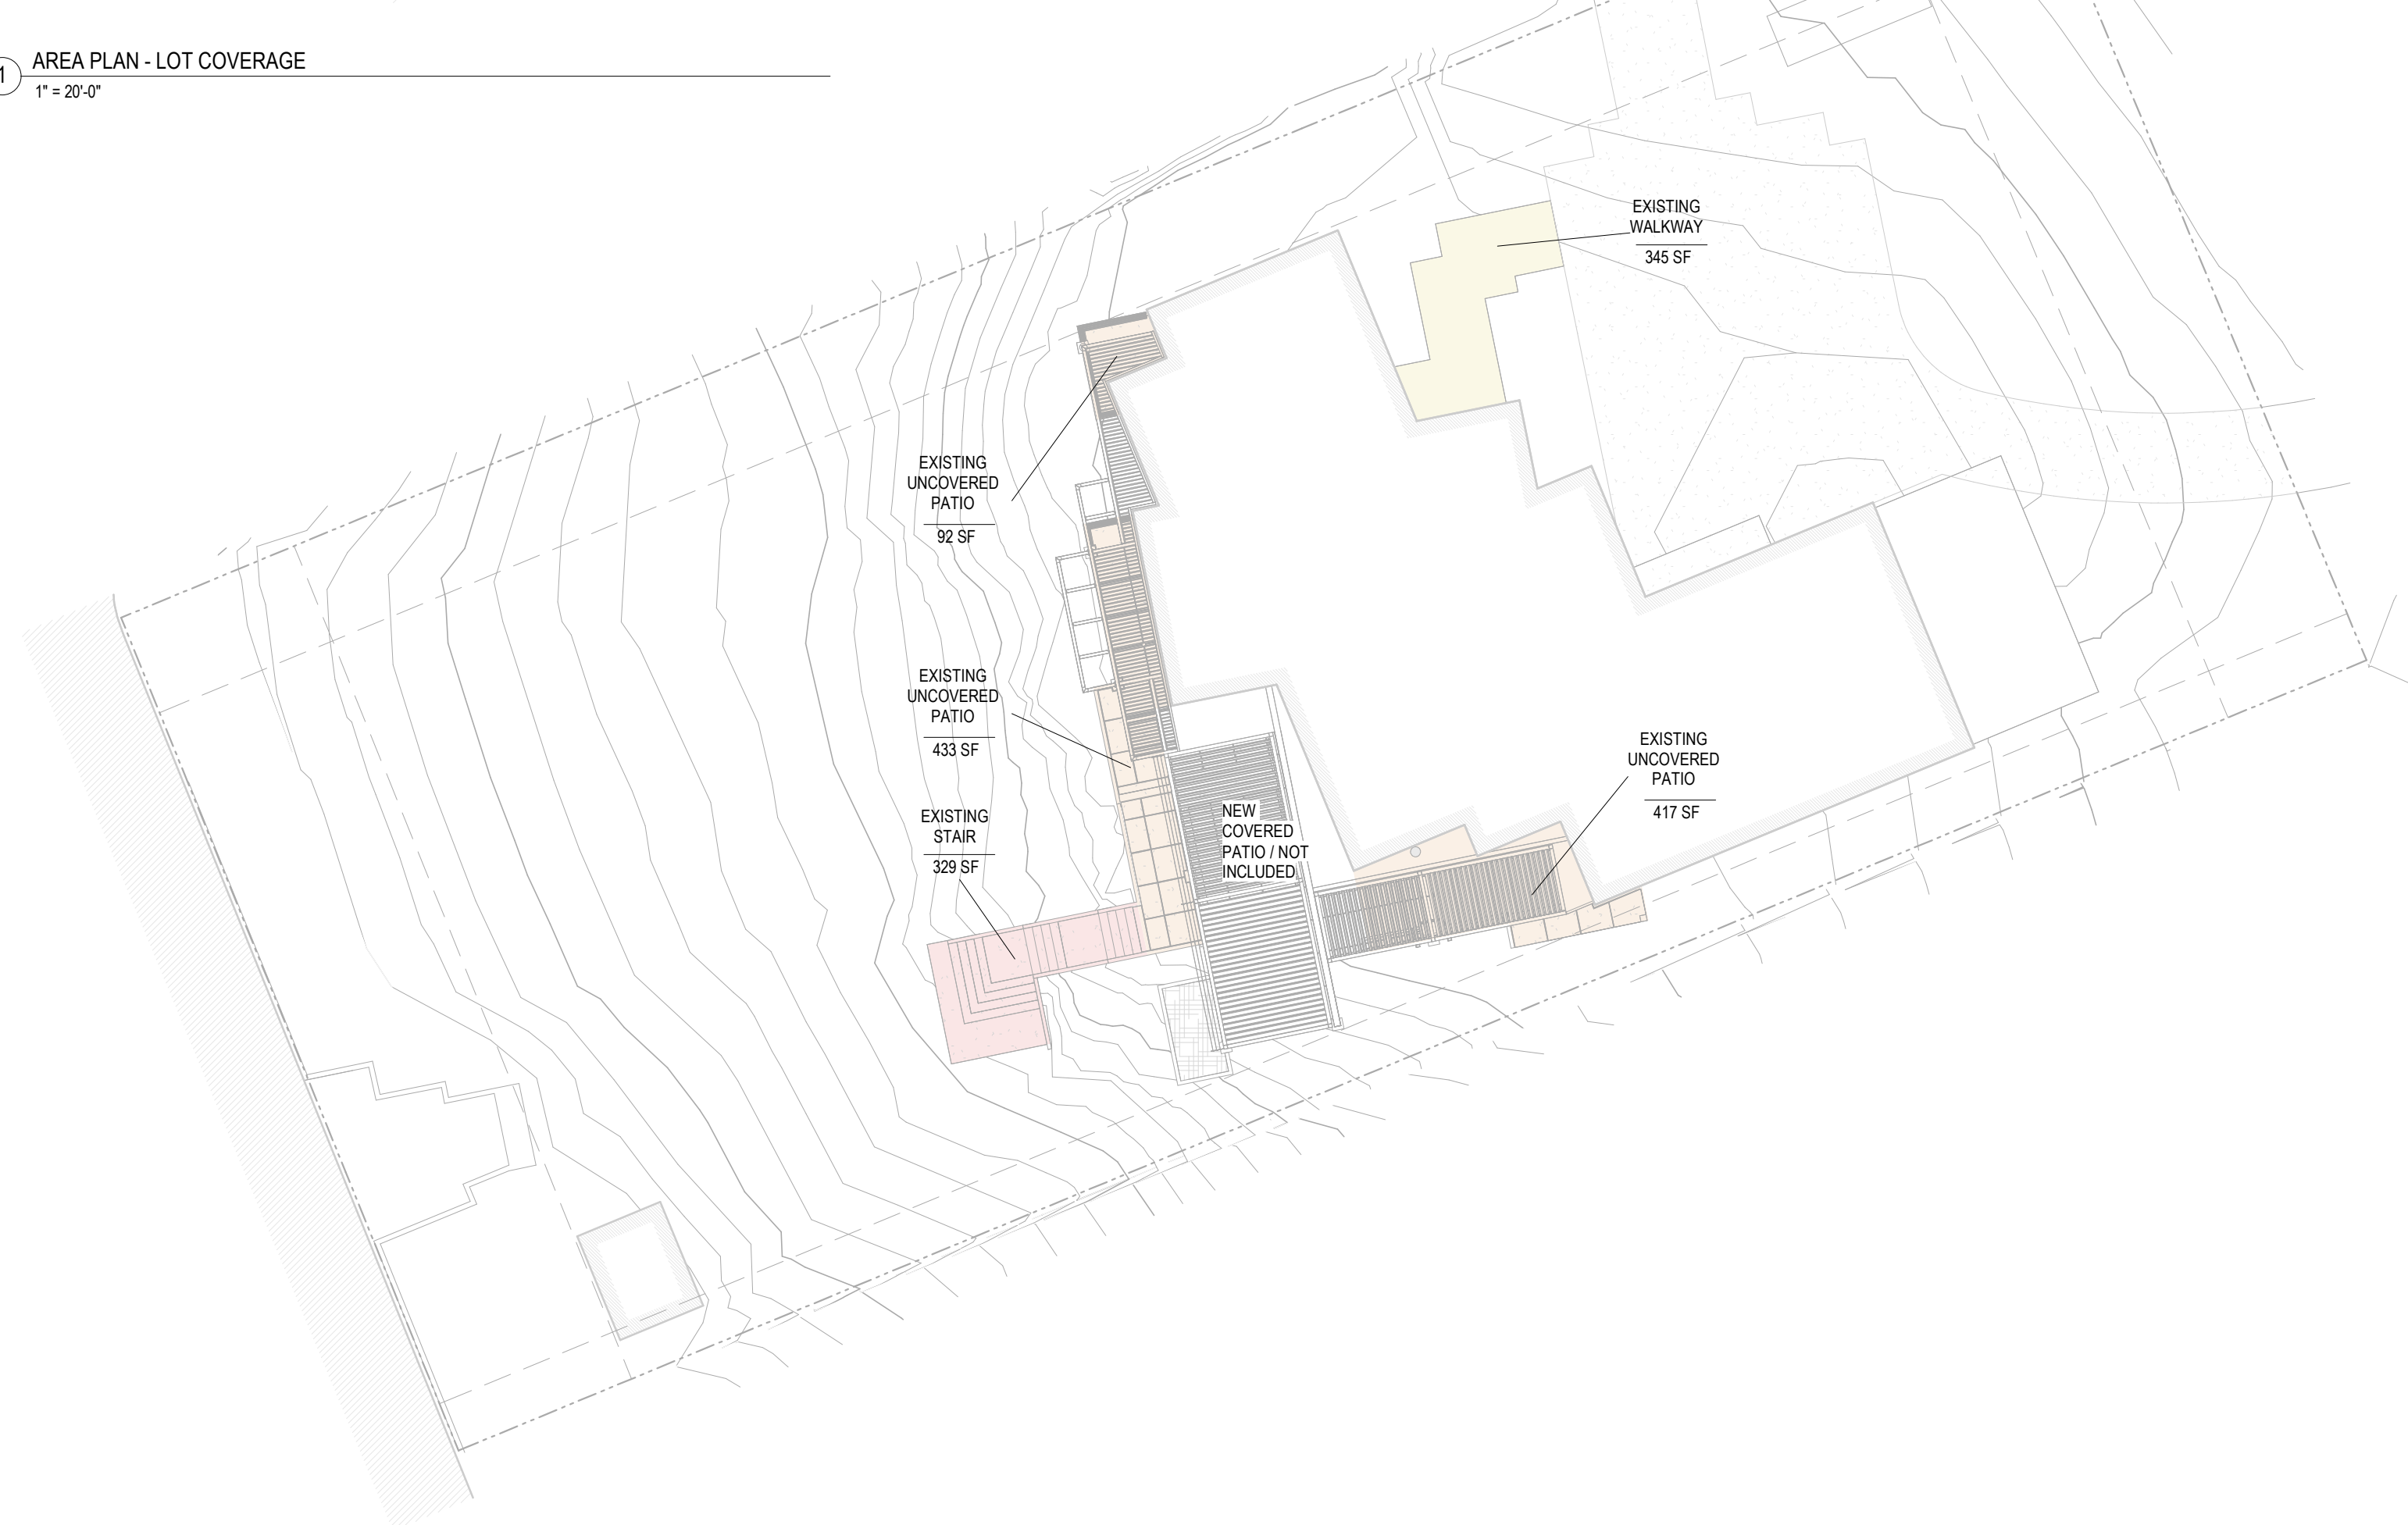 1
AREA PLAN - LOT COVERAGE
1" = 20'-0"
EXISTING
WALKWAY
345 SF
EXISTING
UNCOVERED
PATIO
92 SF
EXISTING
UNCOVERED
PATIO
433 SF
EXISTING
UNCOVERED
PATIO
417 SF
EXISTING
STAIR
329 SF
NEW
COVERED
PATIO / NOT
INCLUDED